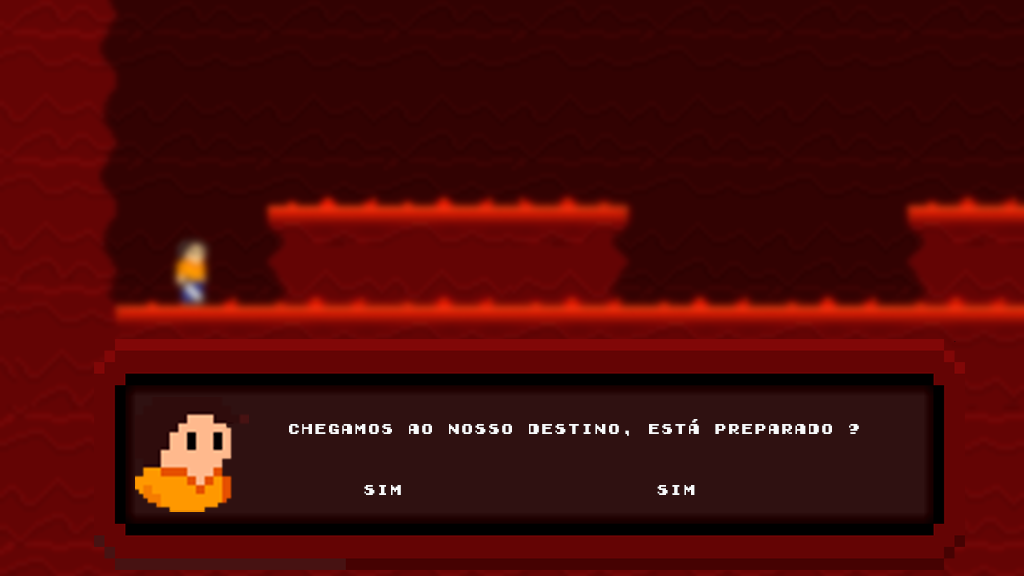 CHEGAMOS AO NOSSO DESTINO, ESTÁ PREPARADO ?
SIM SIM